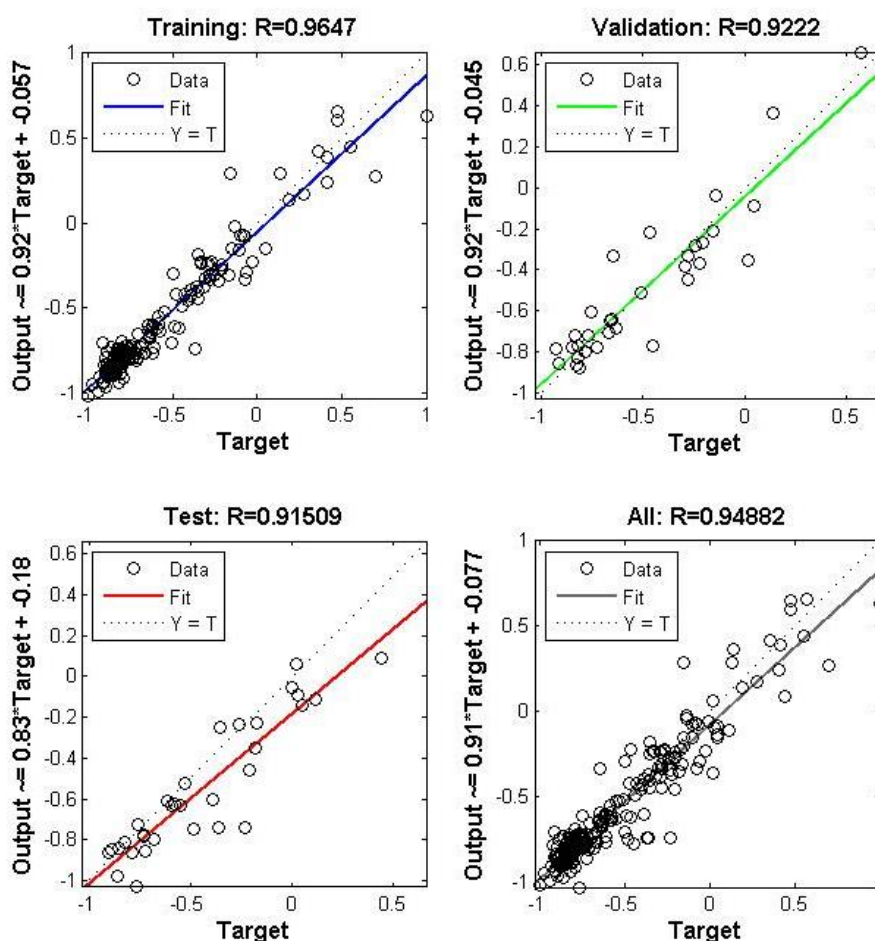 Training: R=0.9647
Output ~= 0.92*Target + -0.057
1
0.5
0
-0.5
-1
Data
Fit
Y = T
-1 -0.5 0 0.5 1
Target
Validation: R=0.9222
Output ~= 0.92*Target + -0.045
0.6
0.4
0.2
0
-0.2
-0.4
-0.6
-0.8
-1
Data
Fit
Y = T
-1 -0.5 0 0.5
Target
Test: R=0.91509
Output ~= 0.83*Target + -0.18
0.6
0.4
0.2
0
-0.2
-0.4
-0.6
-0.8
-1
Data
Fit
Y = T
-1 -0.5 0 0.5
Target
All: R=0.94882
Output ~= 0.91*Target + -0.077
1
0.5
0
-0.5
-1
Data
Fit
Y = T
-1 -0.5 0 0.5
Target